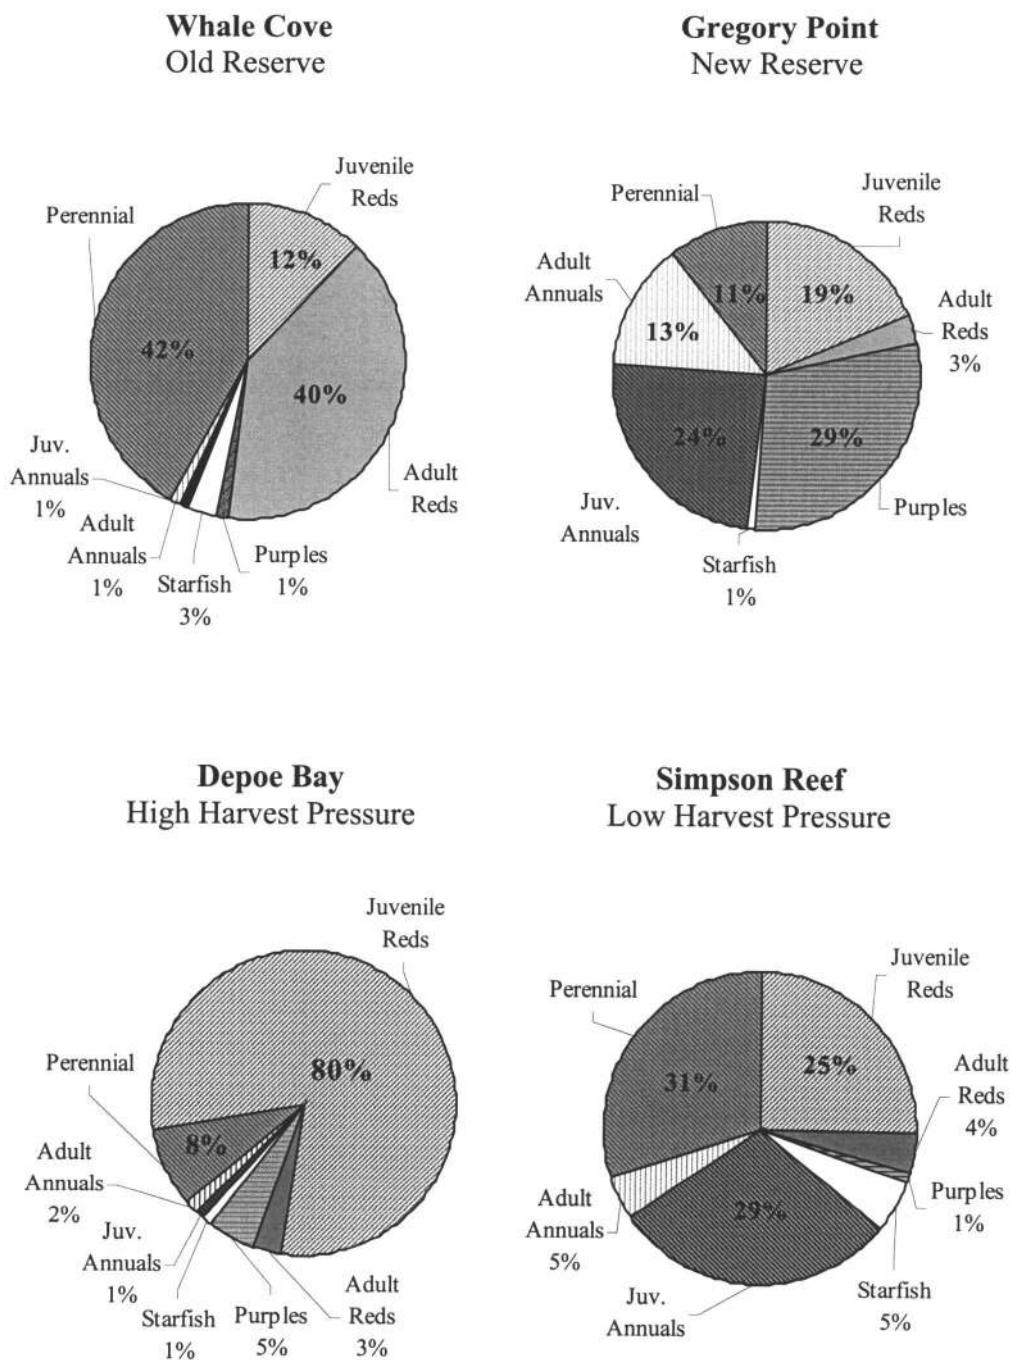 Whale Cove
Old Reserve
Juvenile
Reds
Perennial
12%
42%
40%
Juv.
Annuals
1%
Adult
Annuals
1%
Starfish
3%
Purples
1%
Adult
Reds
Gregory Point
New Reserve
Juvenile
Reds
Perennial
Adult
Annuals
11%
19%
13%
Adult
Reds
3%
24%
29%
Juv.
Annuals
Purples
Starfish
1%
Depoe Bay
High Harvest Pressure
Juvenile
Reds
80%
Perennial
8%
Adult
Annuals
2%
Juv.
Annuals
1%
Starfish
1%
Purples
5%
Adult
Reds
3%
Simpson Reef
Low Harvest Pressure
Juvenile
Reds
Perennial
25%
31%
Adult
Reds
4%
Purples
1%
29%
Adult
Annuals
5%
Juv.
Annuals
Starfish
5%